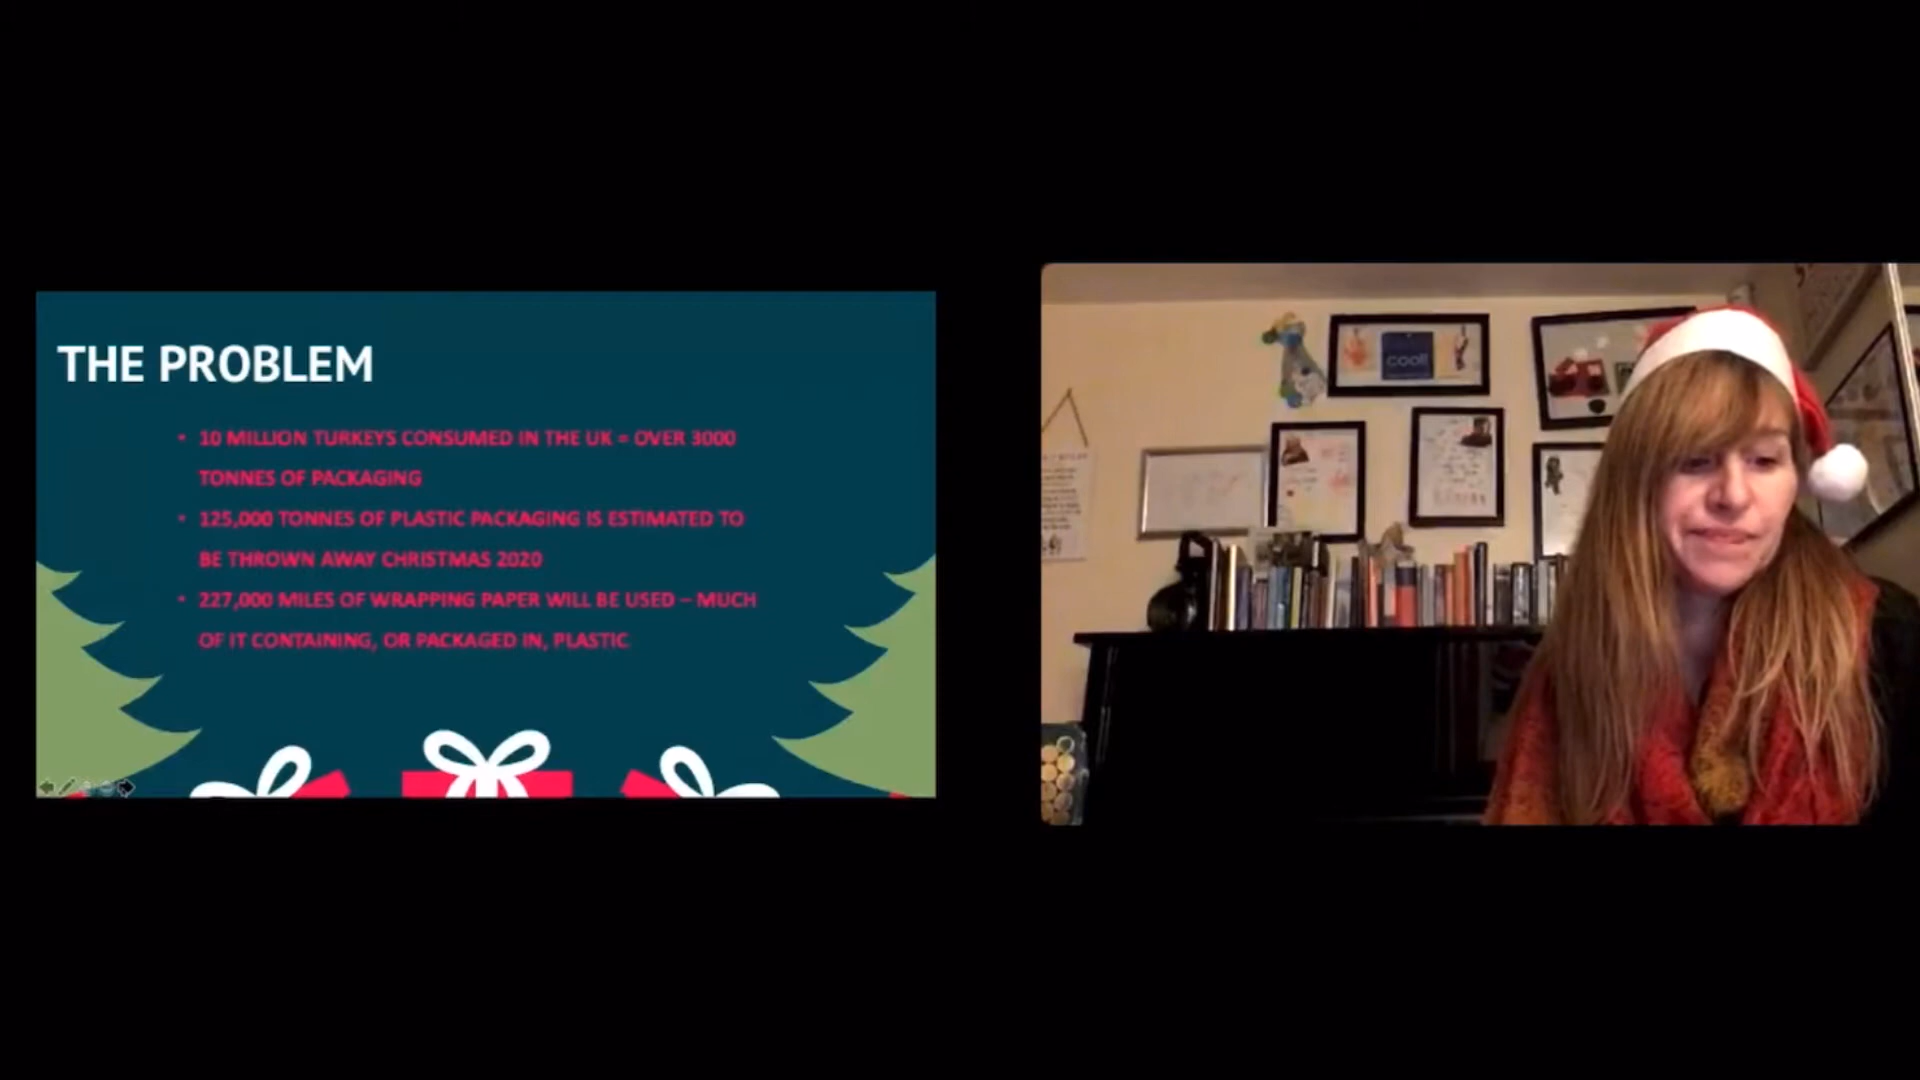 THE PROBLEM
• 10 MILLION TURKEYS CONSUMED IN THE UK = OVER 3000
TONNES OF PACKAGING
• 125,000 TONNES OF PLASTIC PACKAGING IS ESTIMATED TO
BE THROWN AWAY CHRISTMAS 2020
• 227,000 MILES OF WRAPPING PAPER WILL BE USED – MUCH
OF IT CONTAINING, OR PACKAGED IN, PLASTIC
cool!